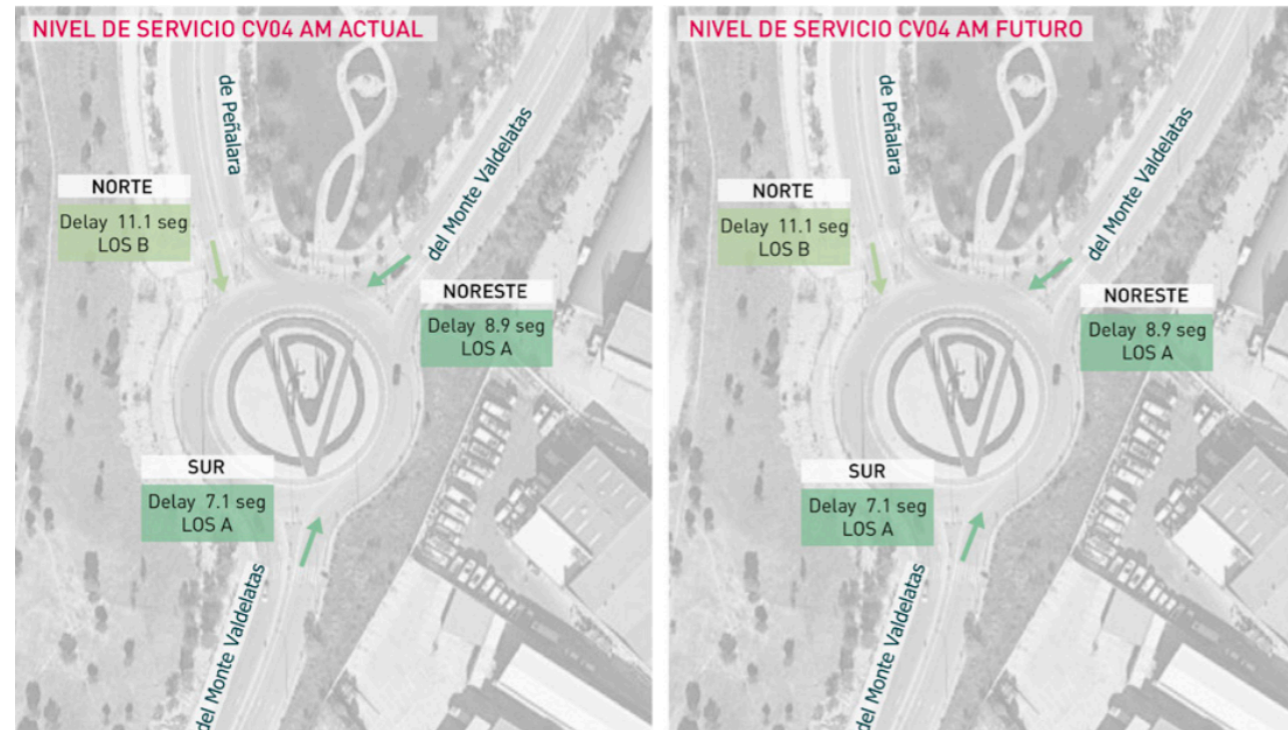 NIVEL DE SERVICIO CV04 AM ACTUAL
de Peñalara
del Monte Valdelatas
NORTE
Delay 11.1 seg
LOS B
NORESTE
Delay 8.9 seg
LOS A
SUR
Delay 7.1 seg
LOS A
del Monte Valdelatas
NIVEL DE SERVICIO CV04 AM FUTURO
de Peñalara
del Monte Valdelatas
NORTE
Delay 11.1 seg
LOS B
NORESTE
Delay 8.9 seg
LOS A
SUR
Delay 7.1 seg
LOS A
del Monte Valdelatas